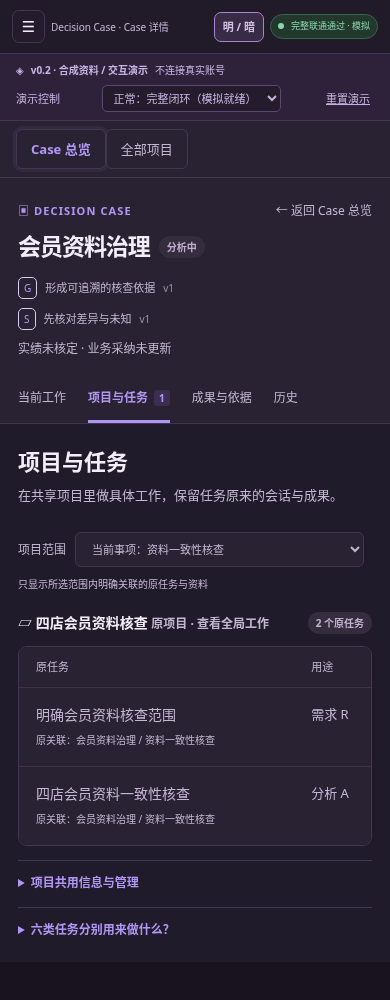 ☰ Decision Case · Case 详情 明 / 暗 完整联通通过 · 模拟
◈ v0.2 · 合成资料 / 交互演示 不连接真实账号
演示控制 正常：完整闭环（模拟就绪） 重置演示
Case 总览 全部项目
▣ DECISION CASE ← 返回 Case 总览
会员资料治理 分析中
G 形成可追溯的核查依据 v1
S 先核对差异与未知 v1
实绩未核定 · 业务采纳未更新
当前工作 项目与任务 1 成果与依据 历史
项目与任务
在共享项目里做具体工作，保留任务原来的会话与成果。
项目范围 当前事项：资料一致性核查
只显示所选范围内明确关联的原任务与资料
▱ 四店会员资料核查 原项目 · 查看全局工作 2 个原任务
原任务 用途
明确会员资料核查范围 需求 R
原关联：会员资料治理 / 资料一致性核查
四店会员资料一致性核查 分析 A
原关联：会员资料治理 / 资料一致性核查
▶ 项目共用信息与管理
▶ 六类任务分别用来做什么？